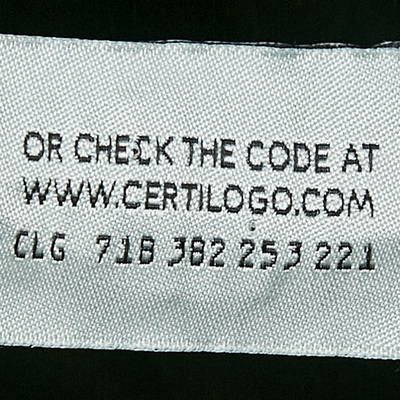 OR CHECK THE CODE AT
WWW.CERTILOGO.COM
CLG 718 382 253 221